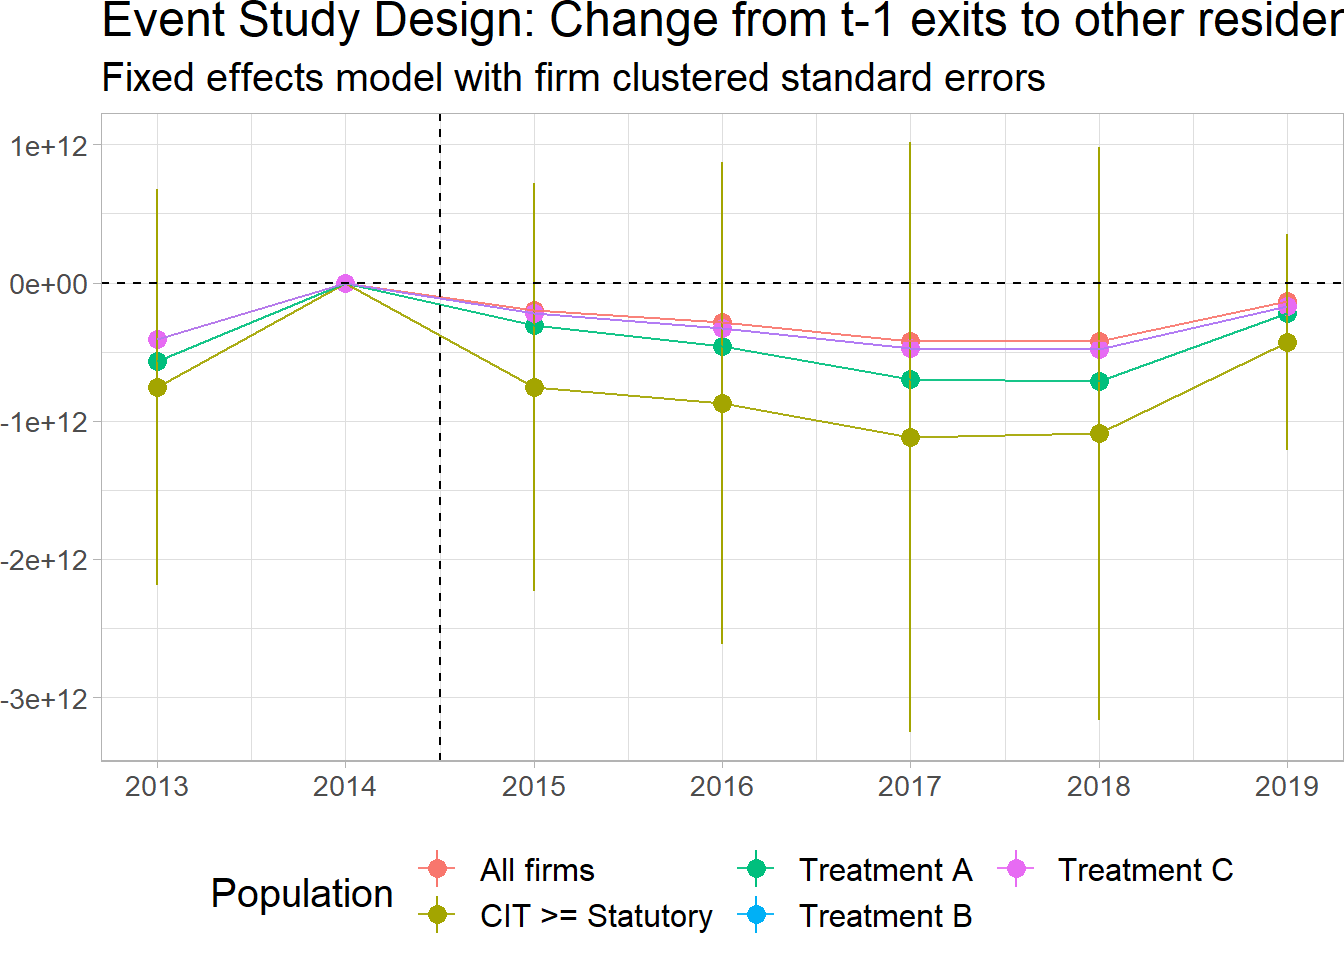 Event Study Design: Change from t-1 exits to other residen
Fixed effects model with firm clustered standard errors
1e+12
0e+00
-1e+12
-2e+12
-3e+12
2013 2014 2015 2016 2017 2018 2019
Population
All firms
CIT >= Statutory
Treatment A
Treatment B
Treatment C